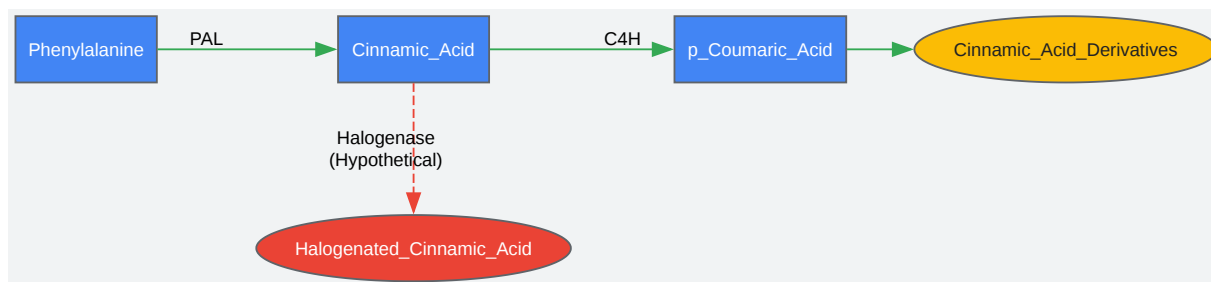 Phenylalanine
PAL
Cinnamic_Acid
C4H
p_Coumaric_Acid
Cinnamic_Acid_Derivatives
Halogenase
(Hypothetical)
Halogenated_Cinnamic_Acid